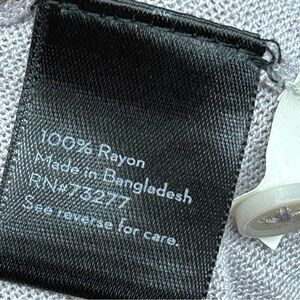 100% Rayon
Made in Bangladesh
RN#73277
See reverse for care.